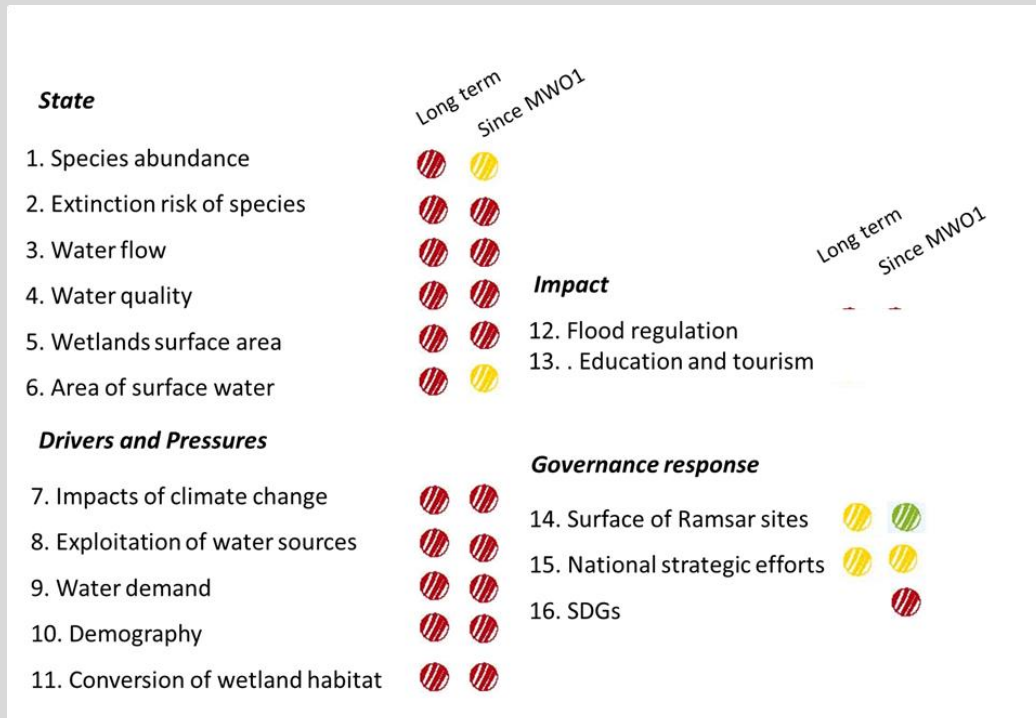 State
Long term
Since MWO1
1. Species abundance
2. Extinction risk of species
3. Water flow
4. Water quality
5. Wetlands surface area
6. Area of surface water
Drivers and Pressures
7. Impacts of climate change
8. Exploitation of water sources
9. Water demand
10. Demography
11. Conversion of wetland habitat
Long term
Since MWO1
Impact
12. Flood regulation
13. . Education and tourism
Governance response
14. Surface of Ramsar sites
15. National strategic efforts
16. SDGs